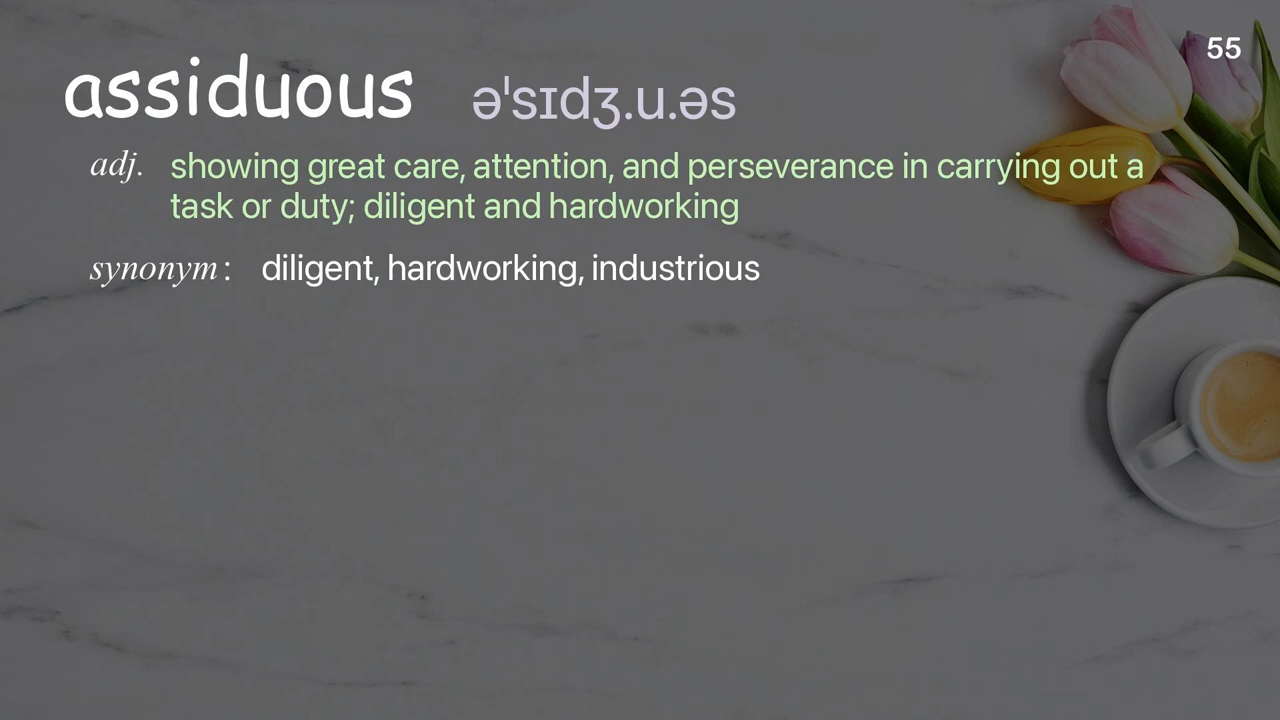 55
assiduous əˈsɪdʒ.u.əs
adj. showing great care, attention, and perseverance in carrying out a
task or duty; diligent and hardworking
synonym: diligent, hardworking, industrious